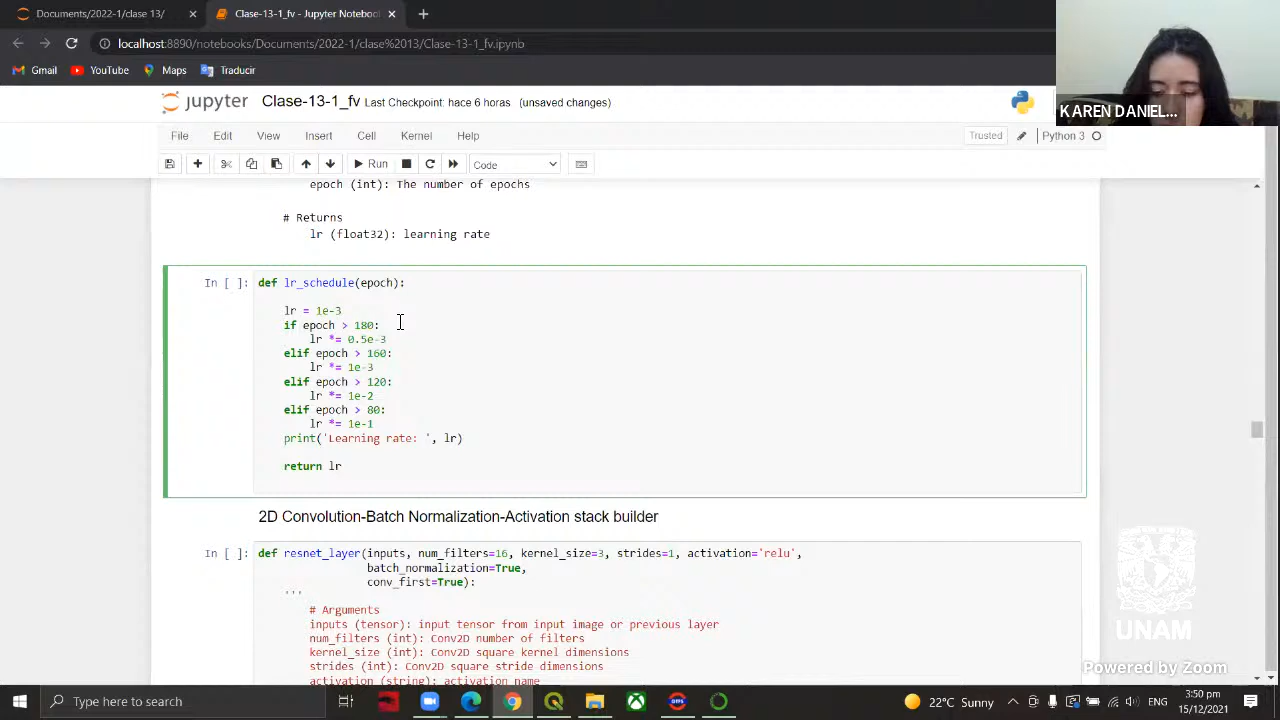 Documents/2022-1/clase 13/
Clase-13-1_fv - Jupyter Notebook
localhost:8890/notebooks/Documents/2022-1/clase%2013/Clase-13-1_fv.ipynb
Gmail
YouTube
Maps
Traducir
KAREN DANIEL...
jupyter
Clase-13-1_fv Last Checkpoint: hace 6 horas (unsaved changes)
File Edit View Insert Cell Kernel Help
Trusted
Python 3
Run
Code
epoch (int): The number of epochs
# Returns
lr (float32): learning rate
In [ ]:
def lr_schedule(epoch):
lr = 1e-3
if epoch > 180:
lr *= 0.5e-3
elif epoch > 160:
lr *= 1e-3
elif epoch > 120:
lr *= 1e-2
elif epoch > 80:
lr *= 1e-1
print('Learning rate: ', lr)
return lr
2D Convolution-Batch Normalization-Activation stack builder
In [ ]:
def resnet_layer(inputs, num_filters=16, kernel_size=3, strides=1, activation='relu',
batch_normalization=True,
conv_first=True):
'''
# Arguments
inputs (tensor): input tensor from input image or previous layer
num_filters (int): Conv2D number of filters
kernel_size (int): Conv2D square kernel dimensions
strides (int): Conv2D square stride dimensions
activation (string): activation name
UNAM
Powered by Zoom
Type here to search
22°C Sunny
ENG
3:50 pm
15/12/2021